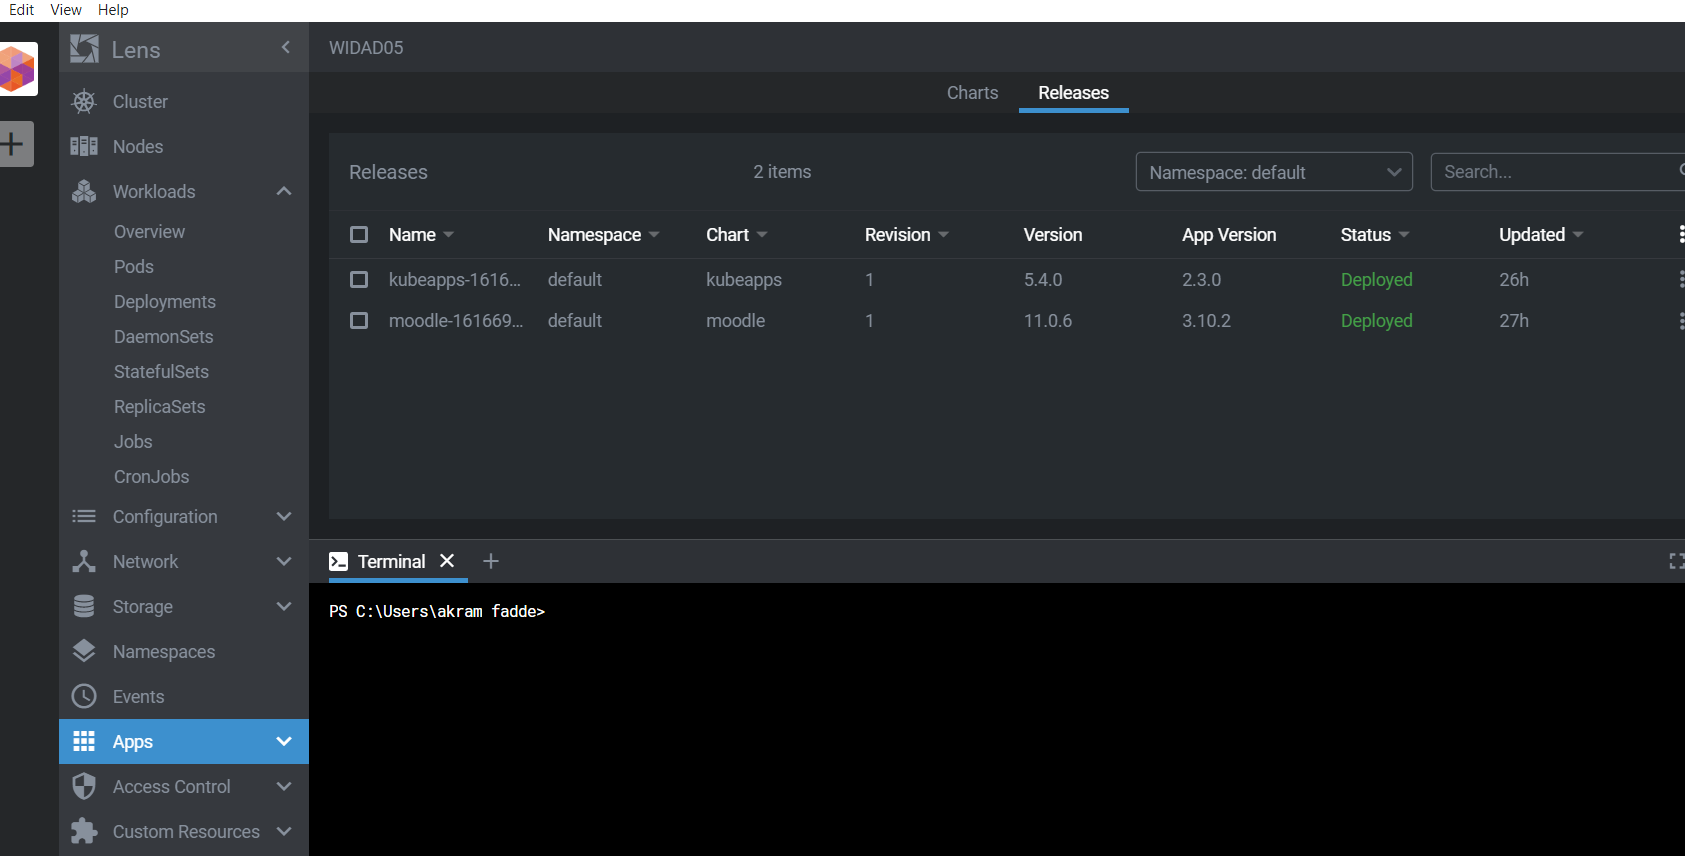 Edit View Help
Lens
WIDAD05
Cluster
Nodes
Workloads
Overview
Pods
Deployments
DaemonSets
StatefulSets
ReplicaSets
Jobs
CronJobs
Configuration
Network
Storage
Namespaces
Events
Apps
Access Control
Custom Resources
Charts Releases
Releases 2 items Namespace: default Search...
Name Namespace Chart Revision Version App Version Status Updated
kubeapps-1616... default kubeapps 1 5.4.0 2.3.0 Deployed 26h
moodle-161669... default moodle 1 11.0.6 3.10.2 Deployed 27h
Terminal
PS C:\Users\akram fadde>